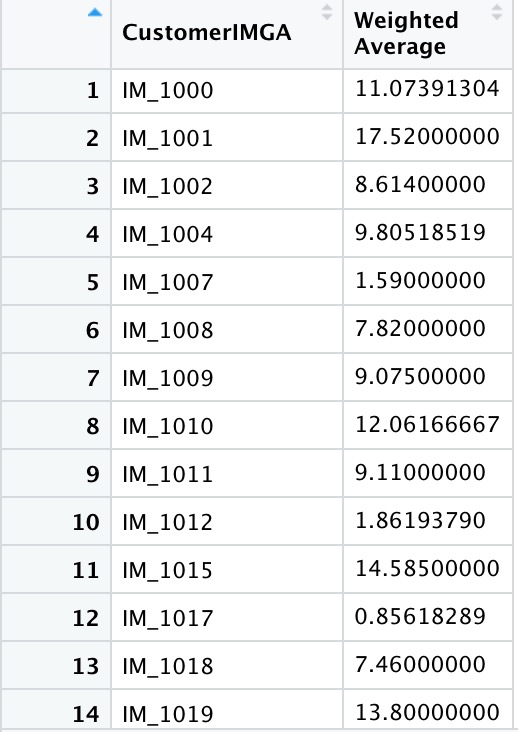 CustomerIMGA Weighted Average
1 IM_1000 11.07391304
2 IM_1001 17.52000000
3 IM_1002 8.61400000
4 IM_1004 9.80518519
5 IM_1007 1.59000000
6 IM_1008 7.82000000
7 IM_1009 9.07500000
8 IM_1010 12.06166667
9 IM_1011 9.11000000
10 IM_1012 1.86193790
11 IM_1015 14.58500000
12 IM_1017 0.85618289
13 IM_1018 7.46000000
14 IM_1019 13.80000000